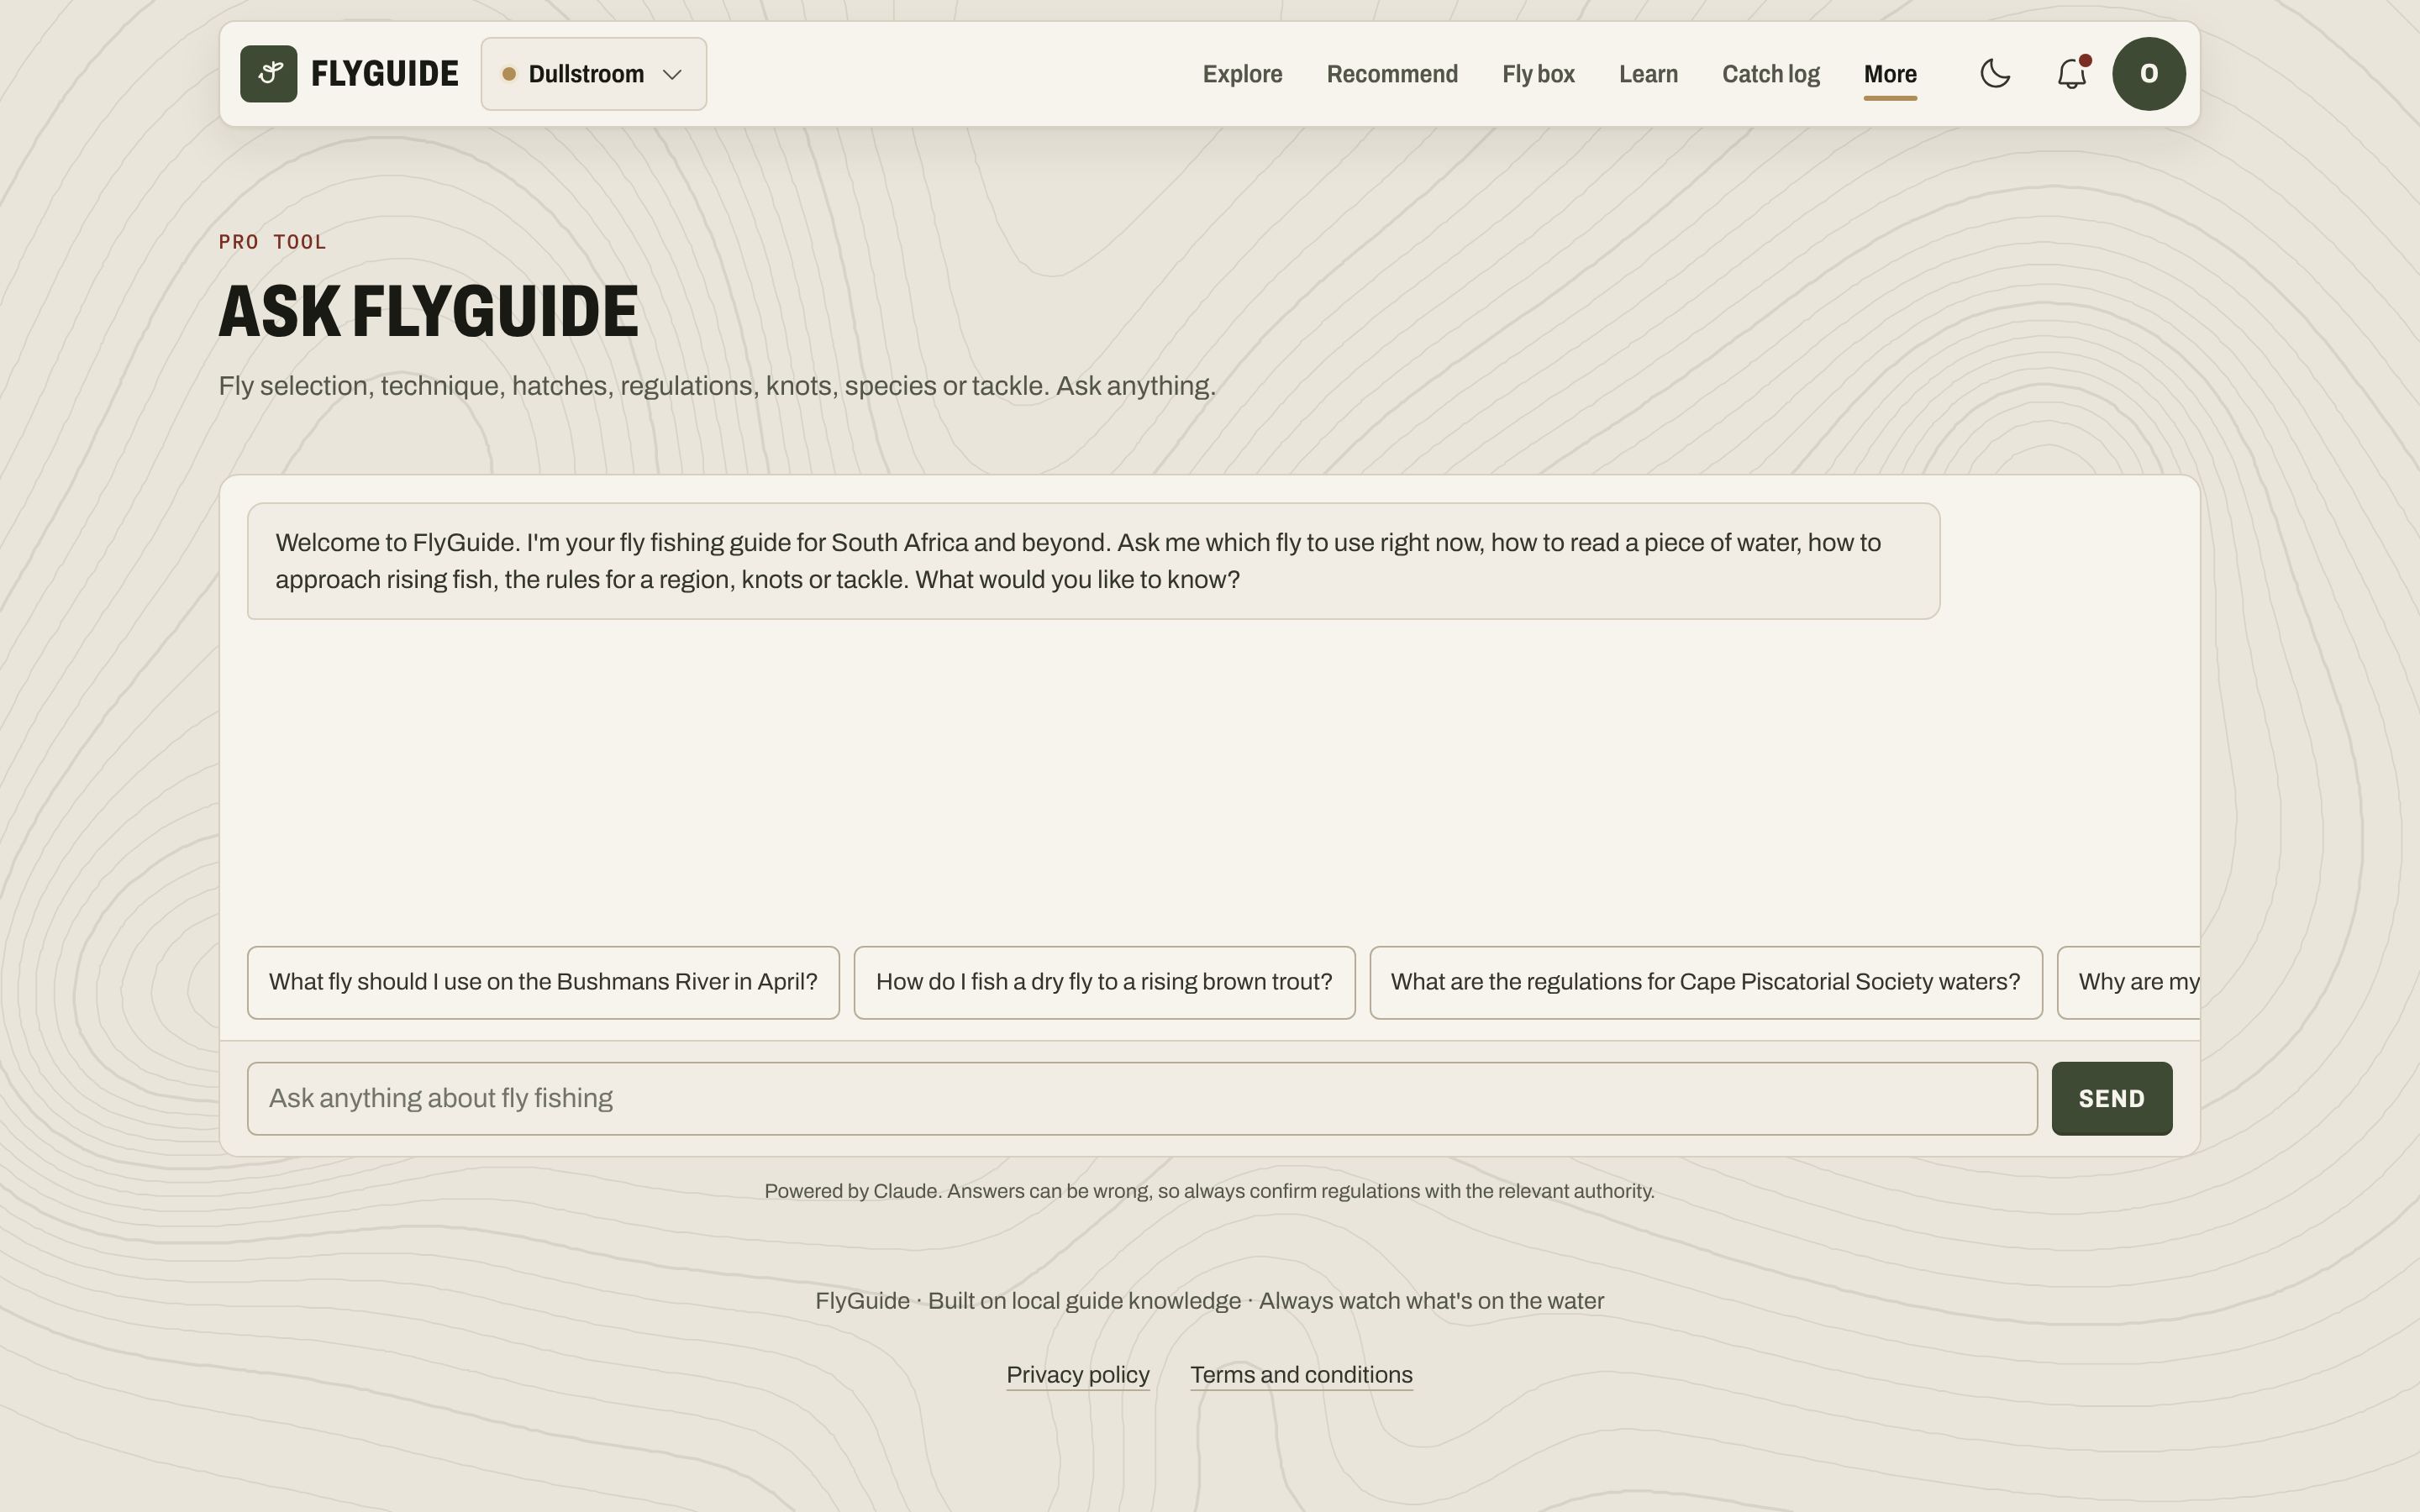 FLYGUIDE
Dullstroom
Explore
Recommend
Fly box
Learn
Catch log
More
O
PRO TOOL
ASK FLYGUIDE
Fly selection, technique, hatches, regulations, knots, species or tackle. Ask anything.
Welcome to FlyGuide. I'm your fly fishing guide for South Africa and beyond. Ask me which fly to use right now, how to read a piece of water, how to
approach rising fish, the rules for a region, knots or tackle. What would you like to know?
What fly should I use on the Bushmans River in April?
How do I fish a dry fly to a rising brown trout?
What are the regulations for Cape Piscatorial Society waters?
Why are my
Ask anything about fly fishing
SEND
Powered by Claude. Answers can be wrong, so always confirm regulations with the relevant authority.
FlyGuide · Built on local guide knowledge · Always watch what's on the water
Privacy policy
Terms and conditions